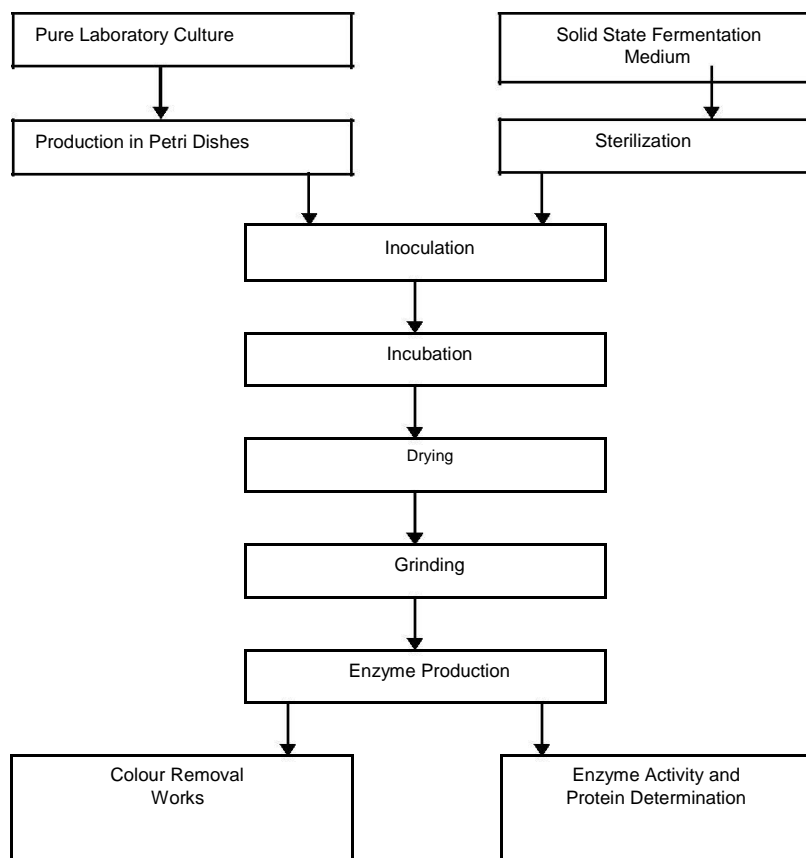 Pure Laboratory Culture
Solid State Fermentation
Medium
Production in Petri Dishes
Sterilization
Inoculation
Incubation
Drying
Grinding
Enzyme Production
Colour Removal
Works
Enzyme Activity and
Protein Determination